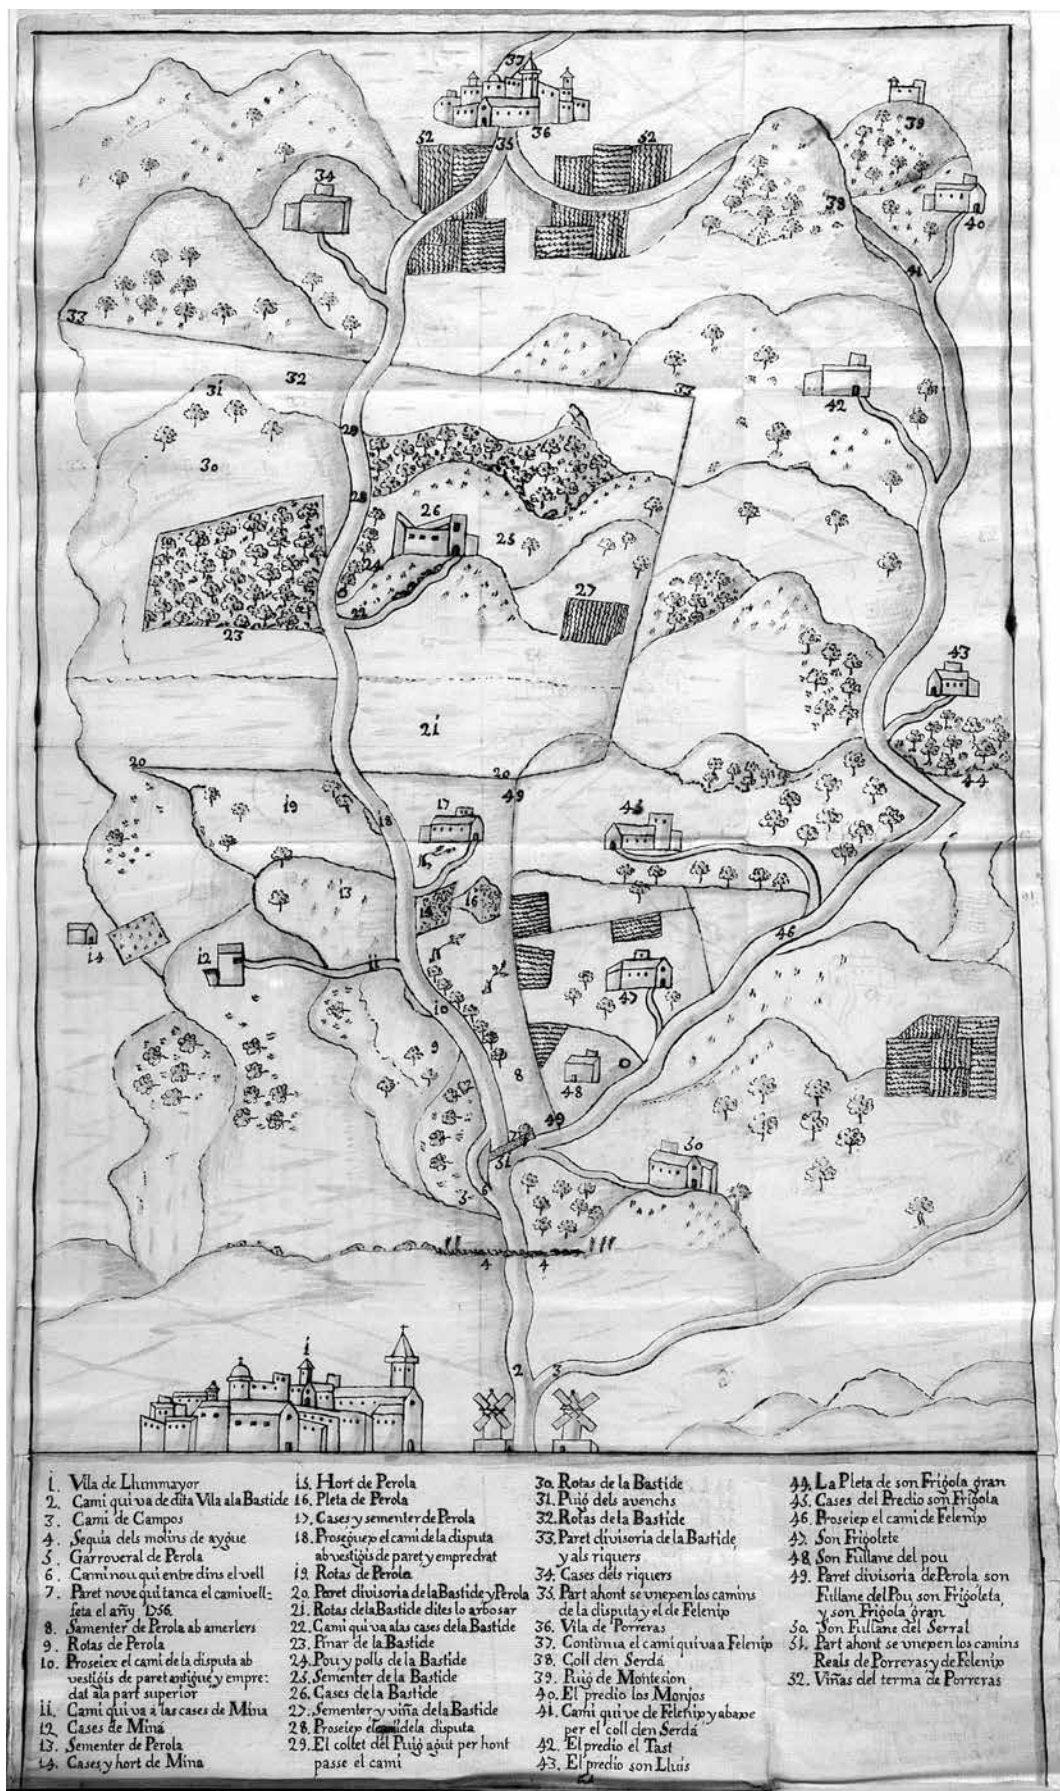 1. Vila de Llummayor
2. Cami qui va de dita Vila ala Bastide
3. Cami de Campos
4. Sequia dels molins de aygue
5. Garroveral de Perola
6. Cami nou qui entre dins el vell
7. Paret nove qui tanca el cami vell:
feta el añy 1756.
8. Samenter de Perola ab amerlers
9. Rotas de Perola
10. Proseiex el cami de la disputa ab
vestigis de paret antigue y empre:
dat ala part superior
11. Cami qui va a las cases de Mina
12. Cases de Mina
13. Sementer de Perola
14. Cases y hort de Mina
15. Hort de Perola
16. Pleta de Perola
17. Cases y sementer de Perola
18. Proseguex el cami de la disputa
ab vestigis de paret y empredrat
19. Rotas de Perola
20. Paret divisoria de la Bastide y Perola
21. Rotas de la Bastide dites lo arbosar
22. Cami qui va alas cases de la Bastide
23. Pinar de la Bastide
24. Pou y polls de la Bastide
25. Sementer de la Bastide
26. Cases de la Bastide
27. Sementer y viña de la Bastide
28. Proseiex el cami de la disputa
29. El collet del Puig agut per hont
passe el cami
30. Rotas de la Bastide
31. Puig dels avenchs
32. Rotas de la Bastide
33. Paret divisoria de la Bastide
y als riquers
34. Cases dels riquers
35. Part ahont se unexen los camins
de la disputa y el de Felenix
36. Vila de Porreras
37. Continua el cami qui va a Felenix
38. Coll den Serdá
39. Puig de Montesion
40. El predio los Monjos
41. Cami qui ve de Felenix y abaxe
per el coll den Serdá
42. El predio el Tast
43. El predio son Lluis
44. La Pleta de son Frigola gran
45. Cases del Predio son Frigola
46. Proseiex el cami de Felenix
47. Son Frigolete
48. Son Fullane del pou
49. Paret divisoria de Perola son
Fullane del Pou, son Frigoleta,
y son Frigola gran
50. Son Fullane del Serral
51. Part ahont se unexen los camins
Reals de Porreras y de Felenix
52. Viñas del terma de Porreras